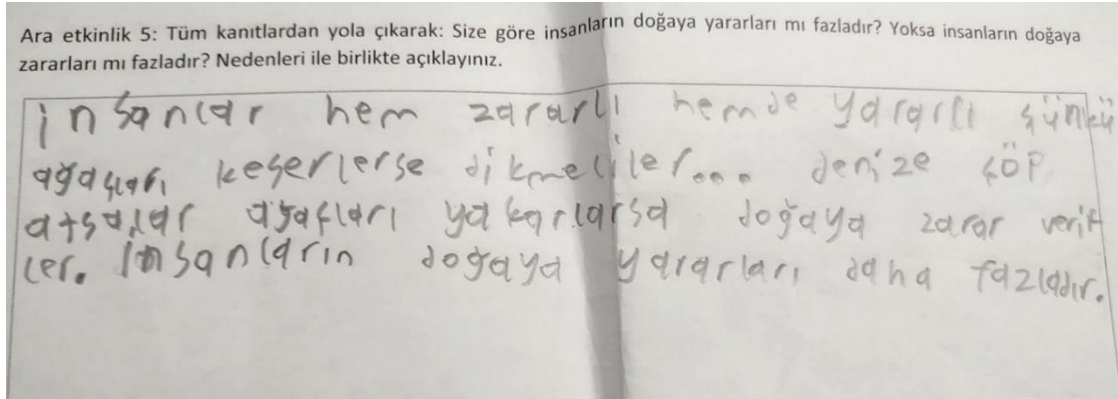 Ara etkinlik 5: Tüm kanıtlardan yola çıkarak: Size göre insanların doğaya yararları mı fazladır? Yoksa insanların doğaya
zararları mı fazladır? Nedenleri ile birlikte açıklayınız.
insanlar hem zararlı hemde yararlı çünkü
ağaçları keserlerse dikmeliler... denize çöp
atsalar ağaçları yakarlarsa doğaya zarar verir
ler. İnsanların doğaya yararları daha fazladır.